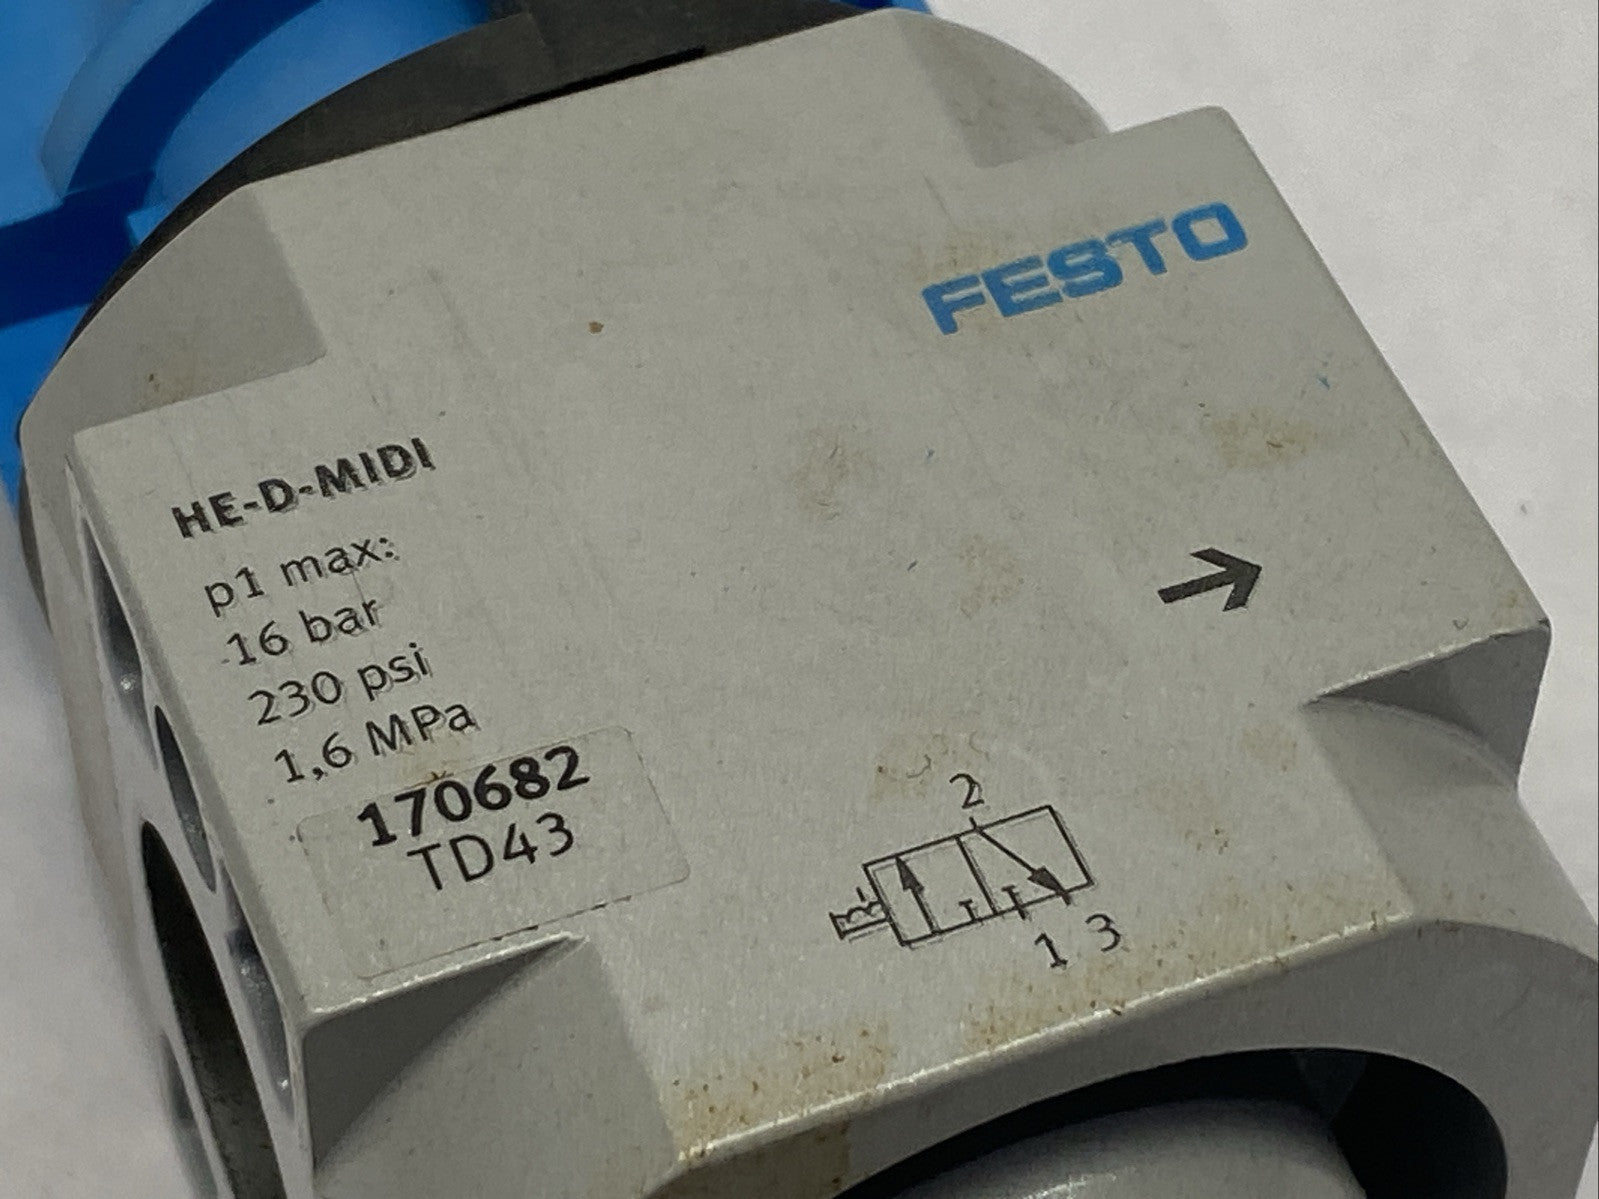 FESTO
HE-D-MIDI
p1 max:
16 bar
230 psi
1,6 MPa
170682
TD43
2
1 3